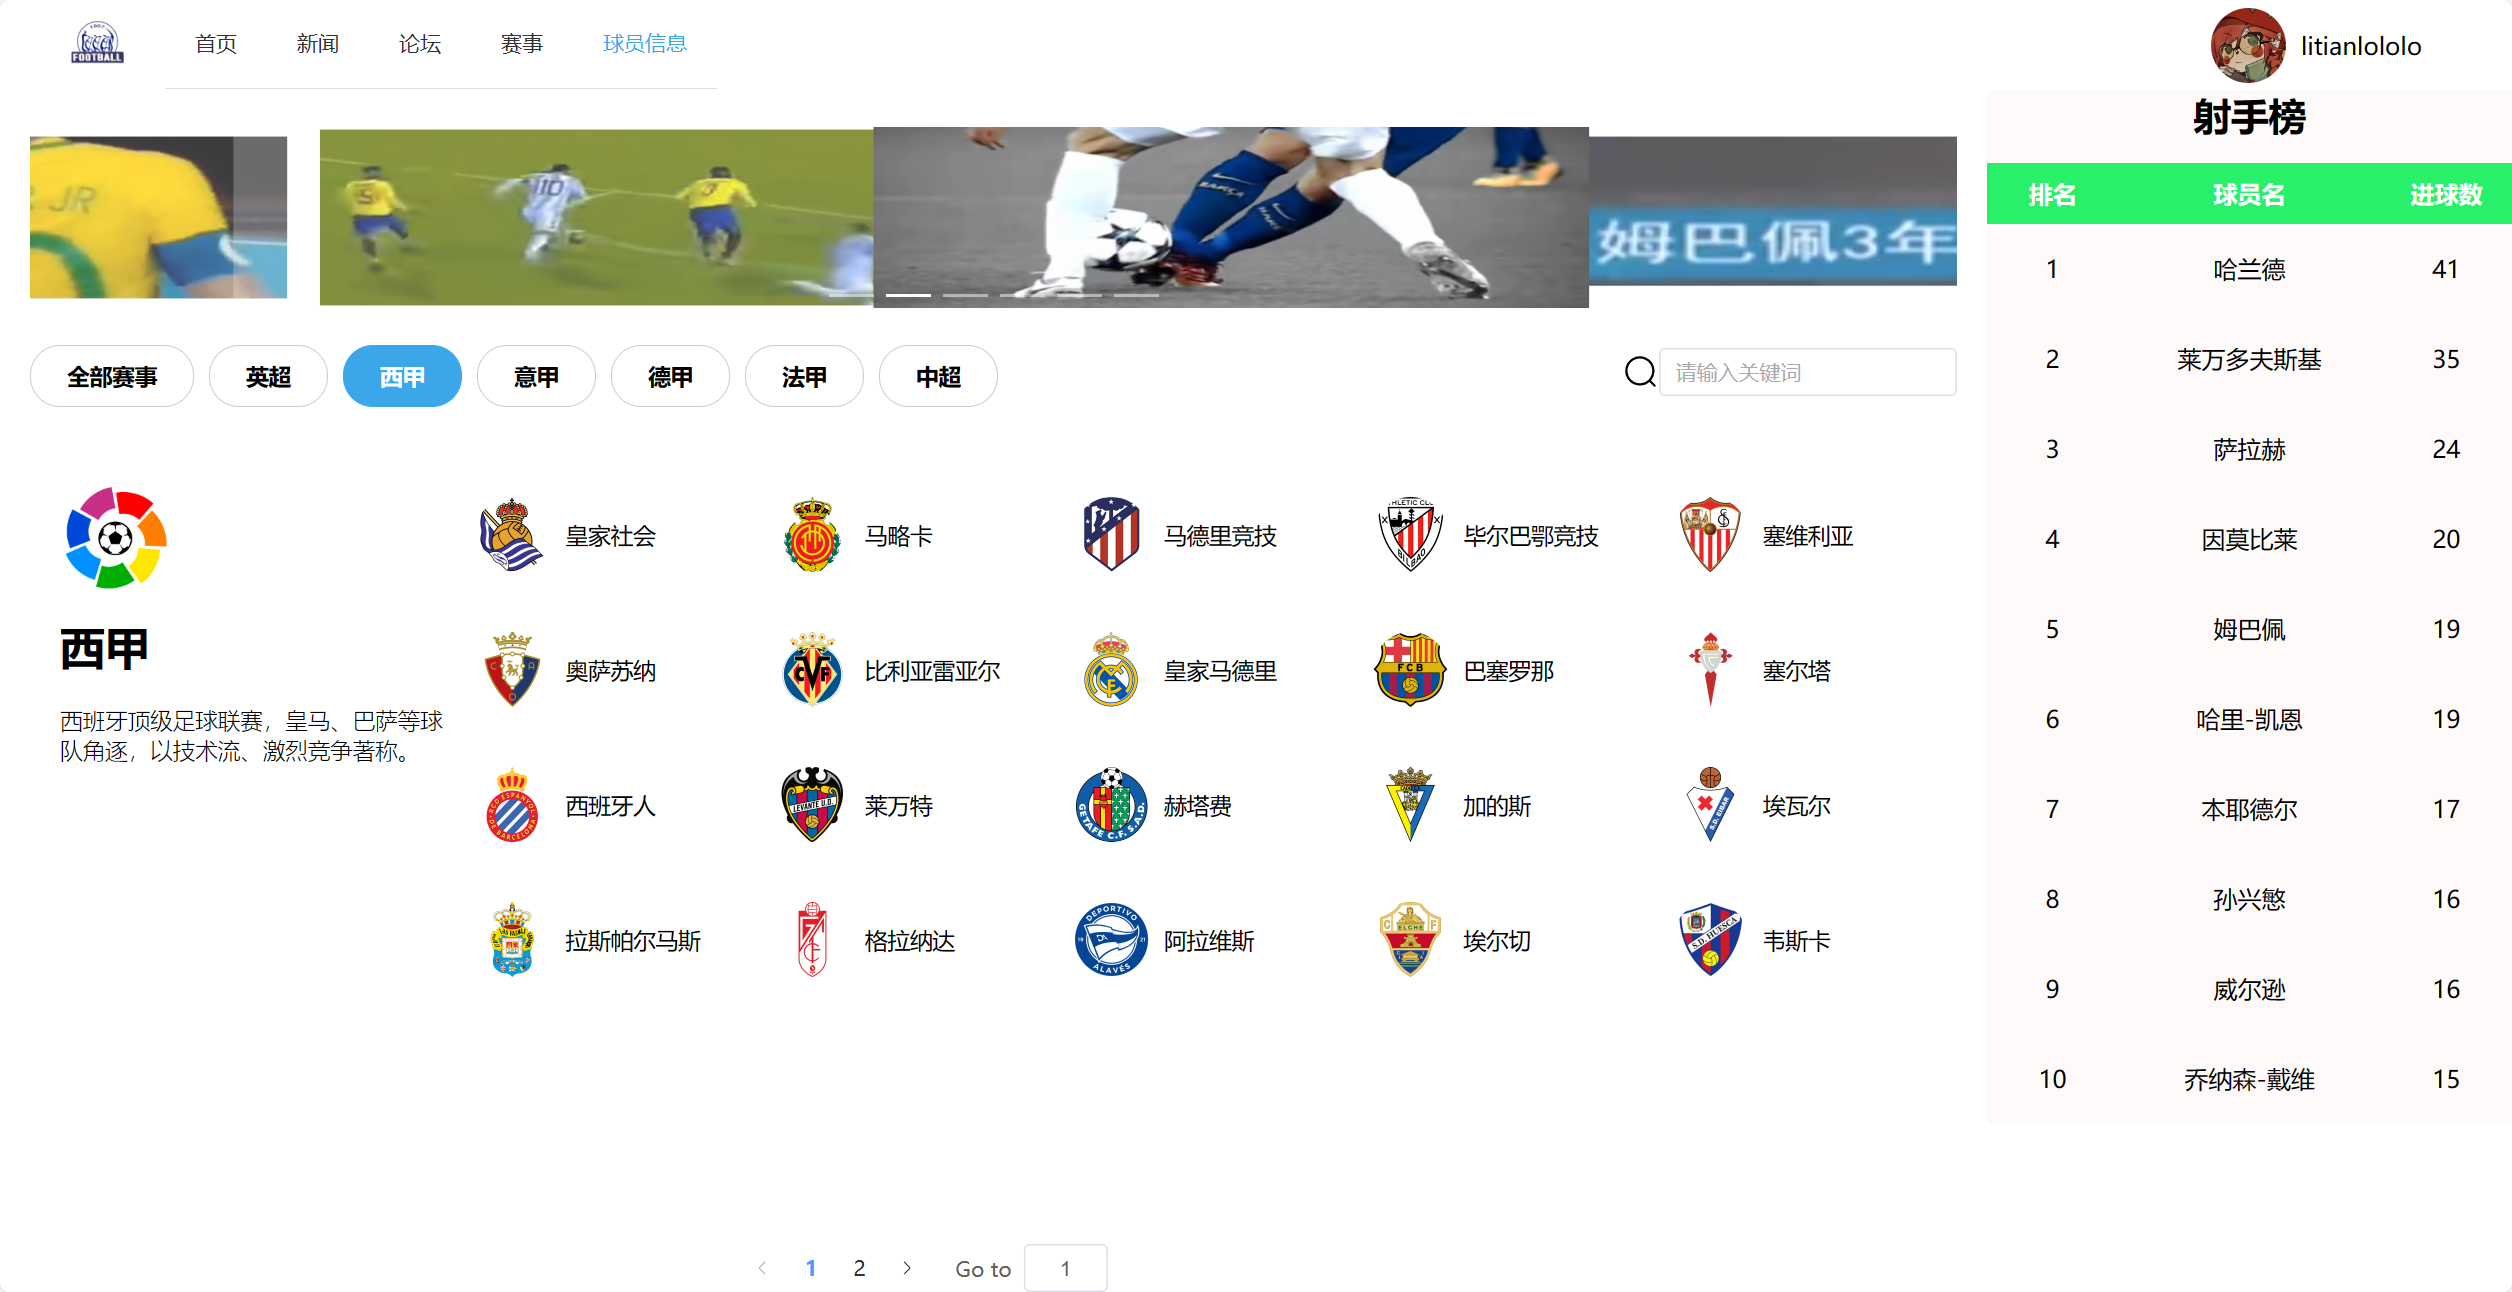 1907
FOOTBALL
首页
新闻
论坛
赛事
球员信息
litianlololo
JR
10
BARÇA
姆巴佩3年
全部赛事
英超
西甲
意甲
德甲
法甲
中超
请输入关键词
西甲
西班牙顶级足球联赛，皇马、巴萨等球
队角逐，以技术流、激烈竞争著称。
皇家社会
马略卡
马德里竞技
毕尔巴鄂竞技
塞维利亚
奥萨苏纳
比利亚雷亚尔
皇家马德里
FCB
巴塞罗那
塞尔塔
西班牙人
LEVANTE U.D.
莱万特
GETAFE C.F. S.A.D.
赫塔费
加的斯
S.D. EIBAR
埃瓦尔
拉斯帕尔马斯
格拉纳达
DEPORTIVO
ALAVÉS
阿拉维斯
ELCHE
埃尔切
S.D. HUESCA
韦斯卡
1
2
Go to
1
射手榜
排名 球员名 进球数
1 哈兰德 41
2 莱万多夫斯基 35
3 萨拉赫 24
4 因莫比莱 20
5 姆巴佩 19
6 哈里-凯恩 19
7 本耶德尔 17
8 孙兴慜 16
9 威尔逊 16
10 乔纳森-戴维 15